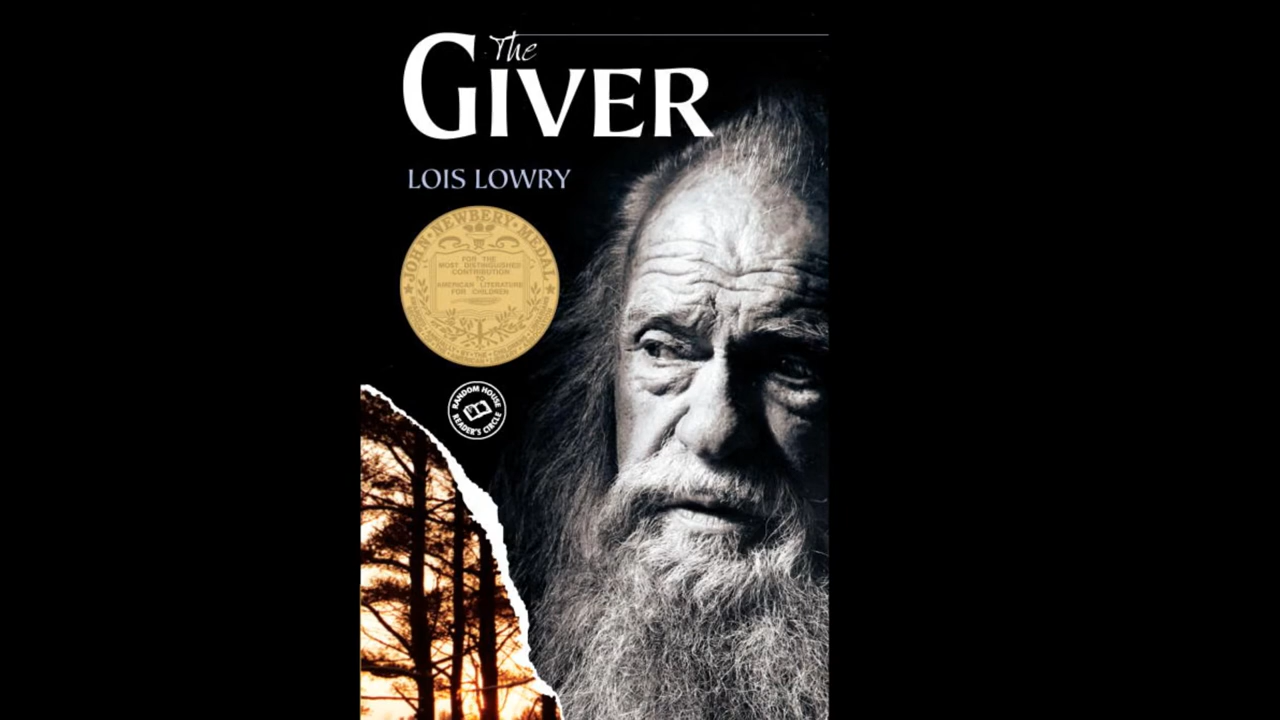 The
GIVER
LOIS LOWRY
JOHN · NEWBERY · MEDAL
FOR THE
MOST DISTINGUISHED
CONTRIBUTION
TO
AMERICAN LITERATURE
FOR CHILDREN
RANDOM HOUSE
READER'S CIRCLE